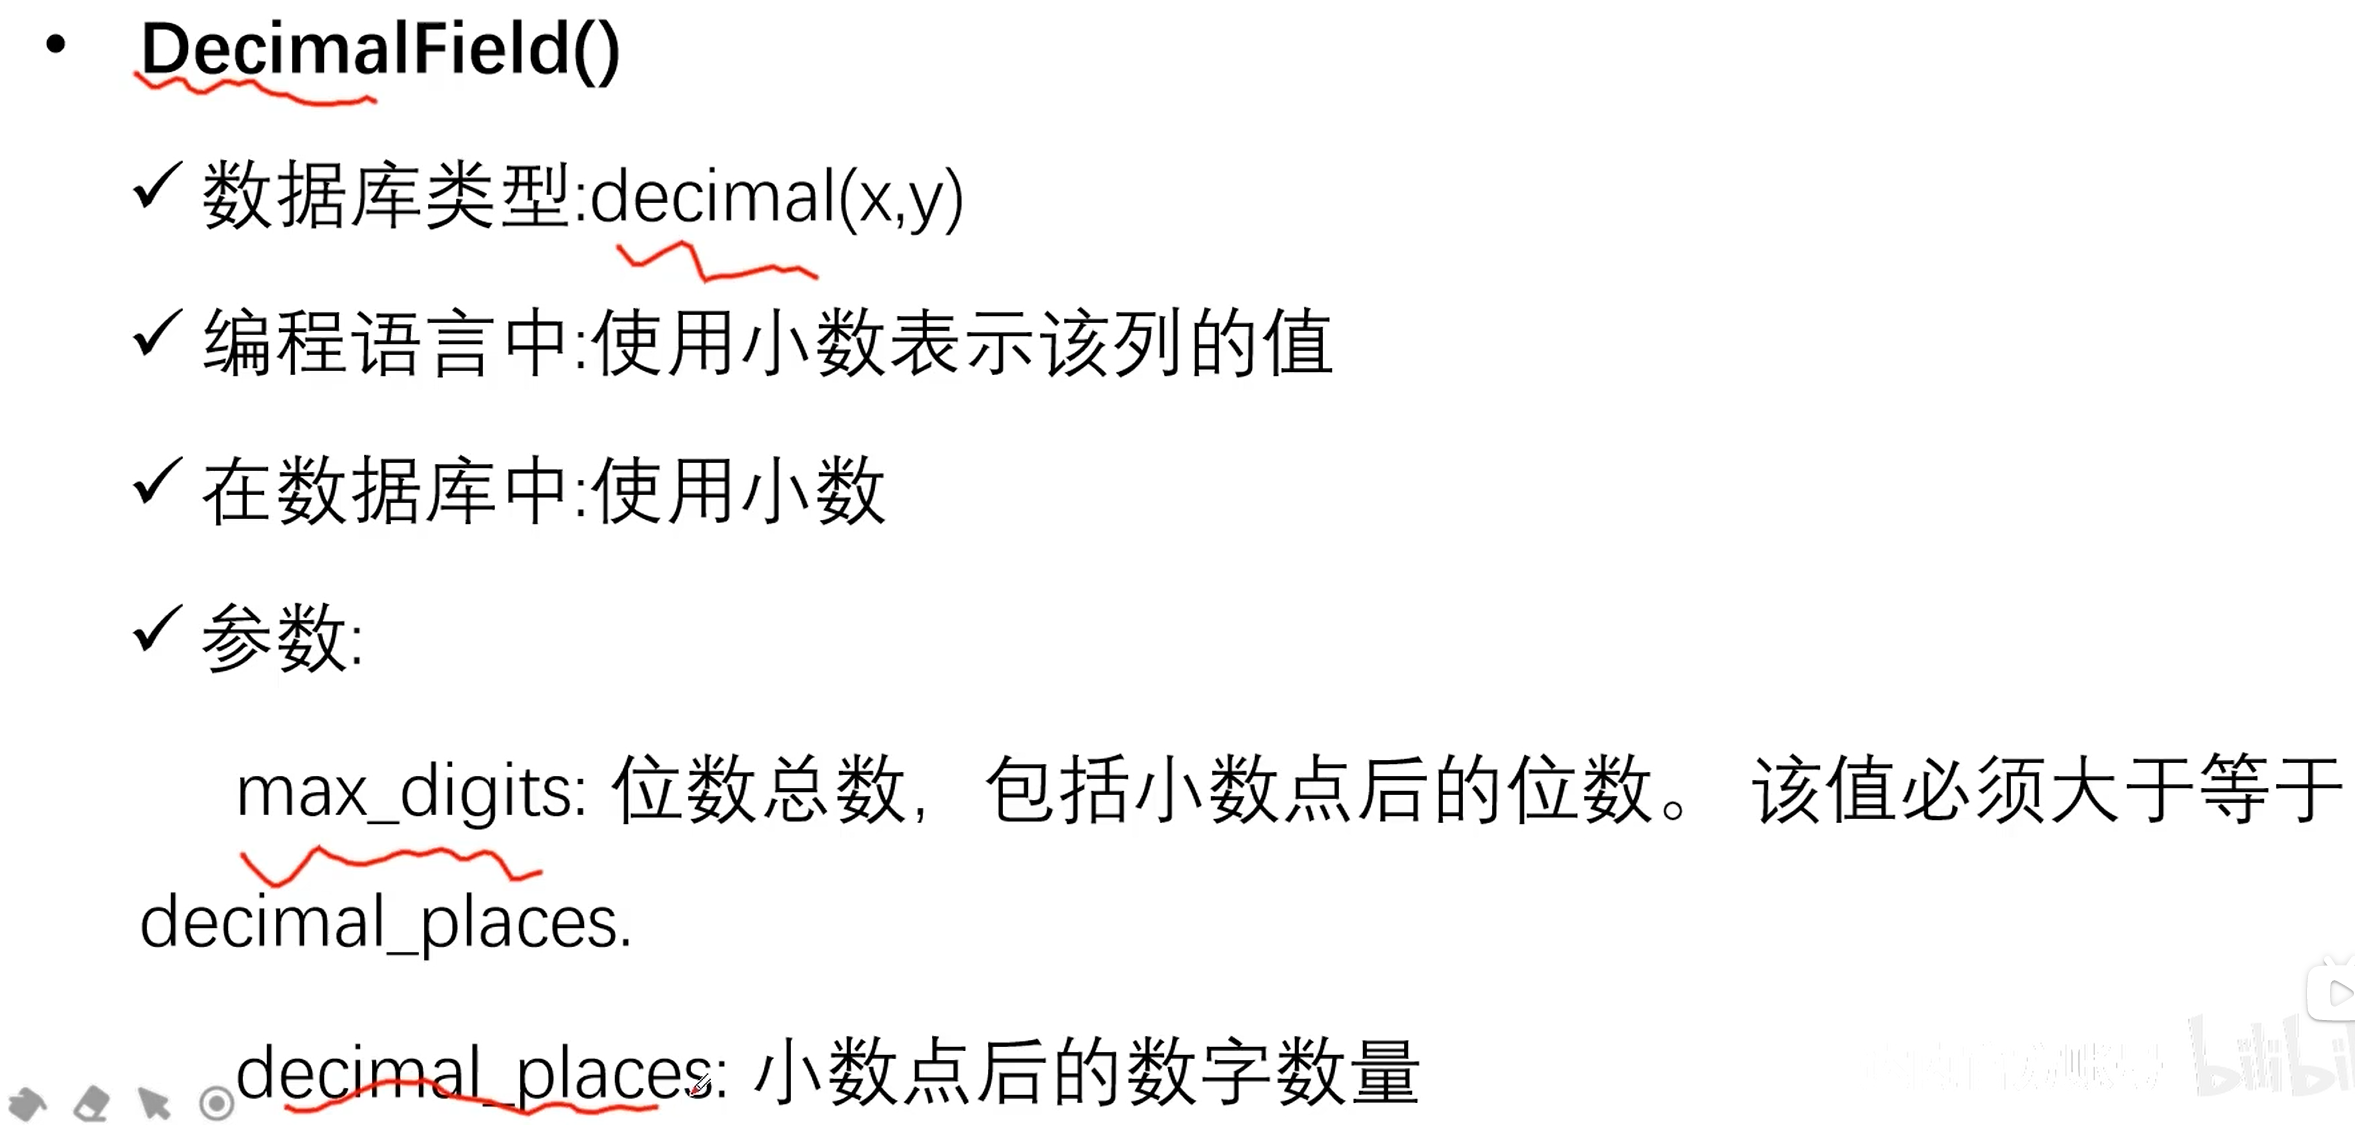 • DecimalField()
✓ 数据库类型:decimal(x,y)
✓ 编程语言中:使用小数表示该列的值
✓ 在数据库中:使用小数
✓ 参数:
max_digits: 位数总数， 包括小数点后的位数。 该值必须大于等于
decimal_places.
decimal_places: 小数点后的数字数量